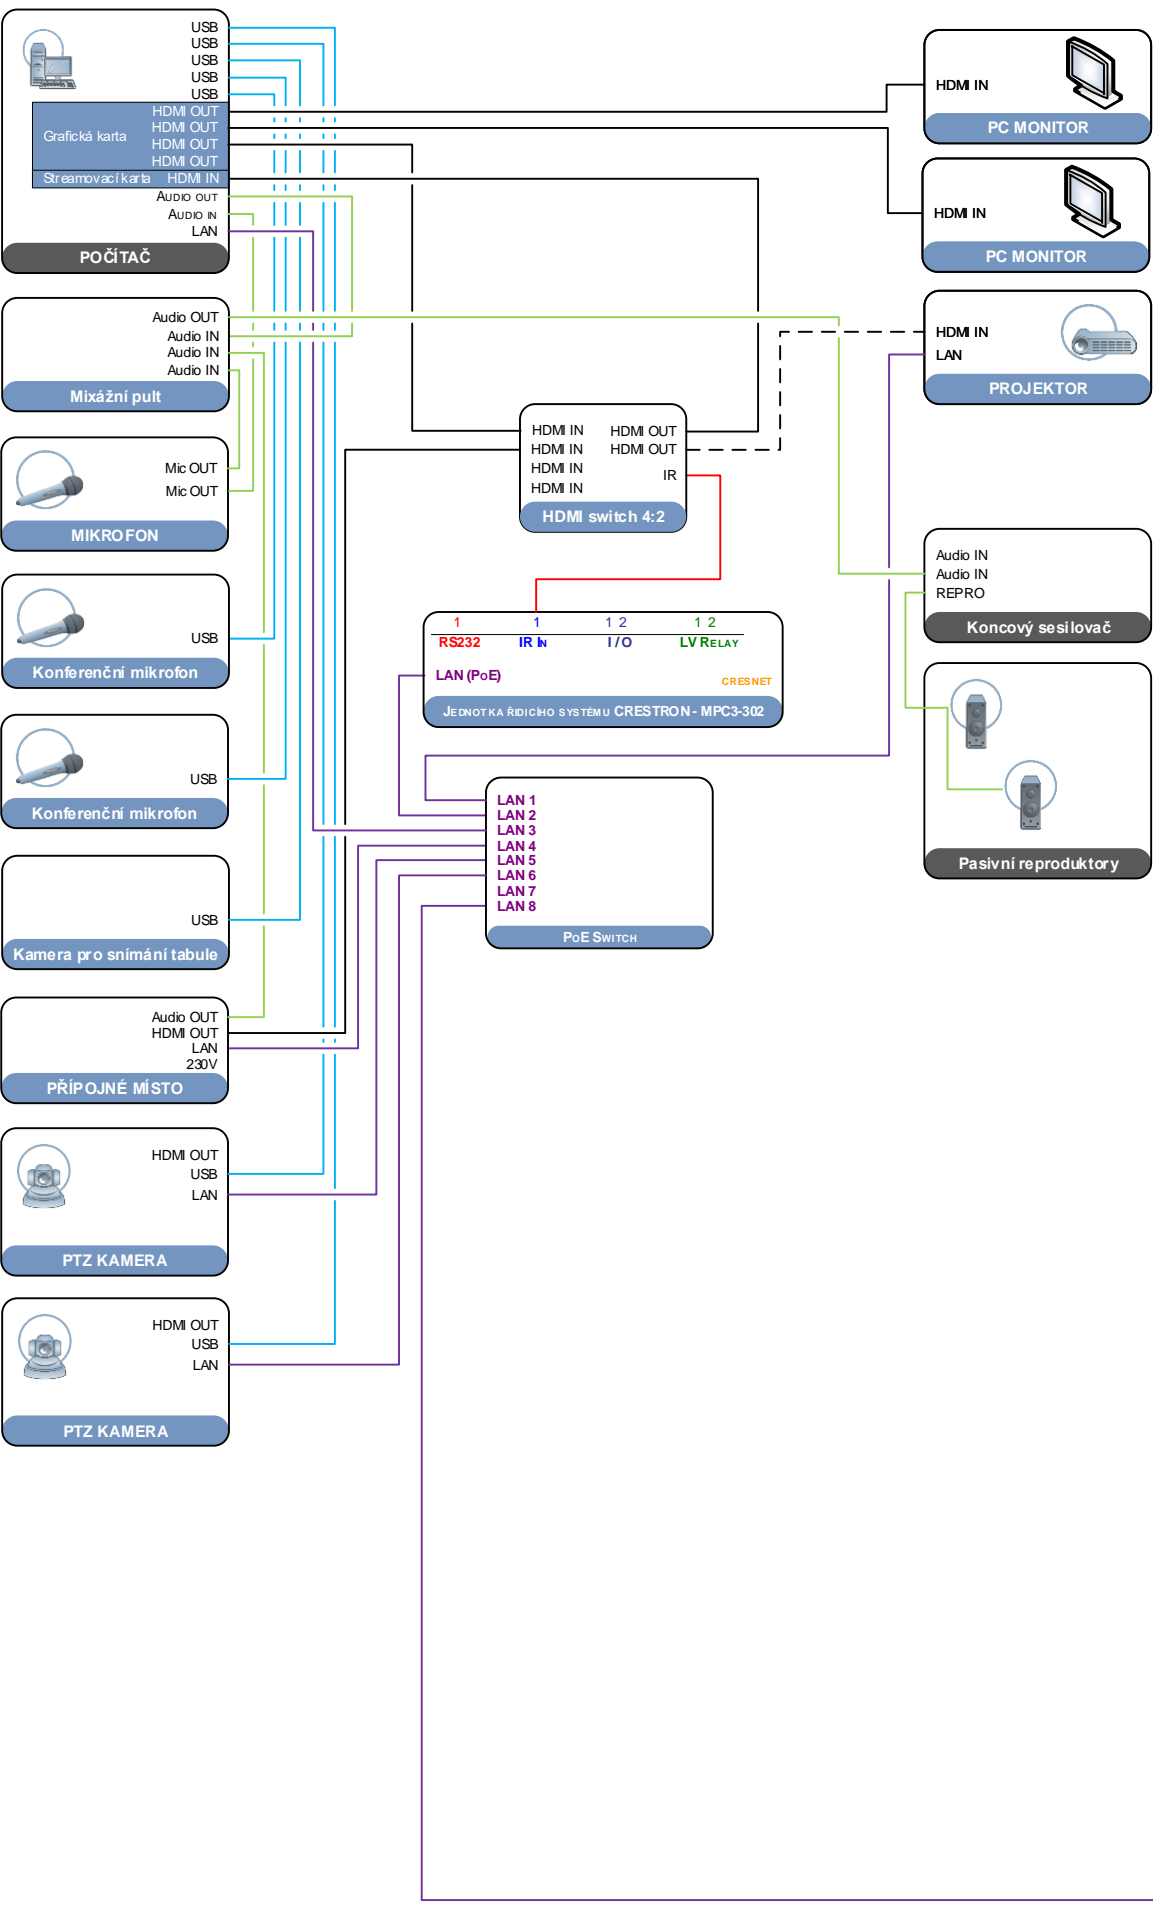 USB
USB
USB
USB
USB
Grafická karta
HDMI OUT
HDMI OUT
HDMI OUT
HDMI OUT
Streamovací karta HDMI IN
AUDIO OUT
AUDIO IN
LAN
POČÍTAČ
Audio OUT
Audio IN
Audio IN
Audio IN
Mixážní pult
Mic OUT
Mic OUT
MIKROFON
USB
Konferenční mikrofon
USB
Konferenční mikrofon
USB
Kamera pro snímání tabule
Audio OUT
HDMI OUT
LAN
230V
PŘÍPOJNÉ MÍSTO
HDMI OUT
USB
LAN
PTZ KAMERA
HDMI OUT
USB
LAN
PTZ KAMERA
HDMI IN HDMI OUT
HDMI IN HDMI OUT
HDMI IN IR
HDMI IN
HDMI switch 4:2
1 1 1 2 1 2
RS232 IR IN I/O LV RELAY
LAN (POE)
CRESNET
JEDNOTKA ŘIDICÍHO SYSTÉMU CRESTRON - MPC3-302
LAN 1
LAN 2
LAN 3
LAN 4
LAN 5
LAN 6
LAN 7
LAN 8
POE SWITCH
HDMI IN
PC MONITOR
HDMI IN
PC MONITOR
HDMI IN
LAN
PROJEKTOR
Audio IN
Audio IN
REPRO
Koncový sesilovač
Pasivní reproduktory